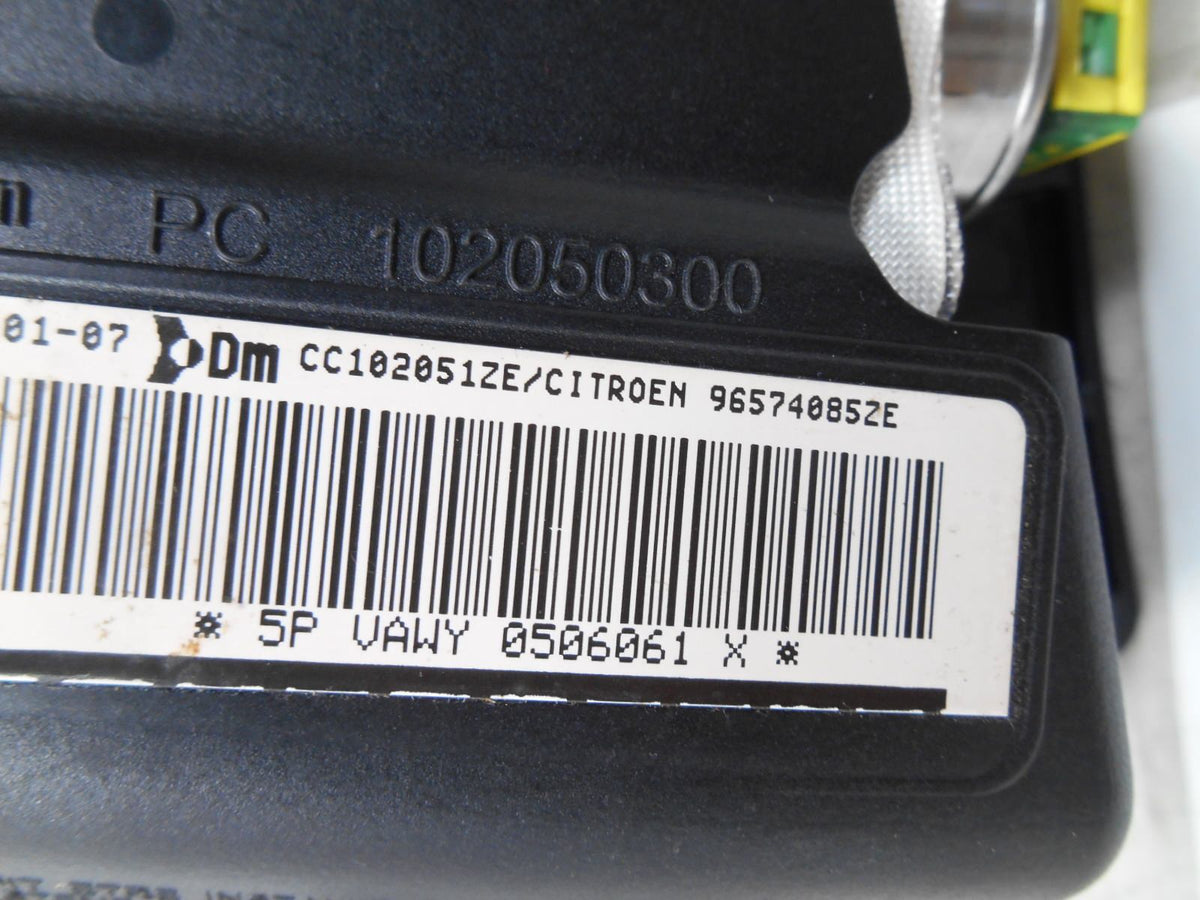 PC 102050300
01-07 Dm CC102051ZE/CITROEN 96574085ZE
* 5P VAWY 0506061 X *